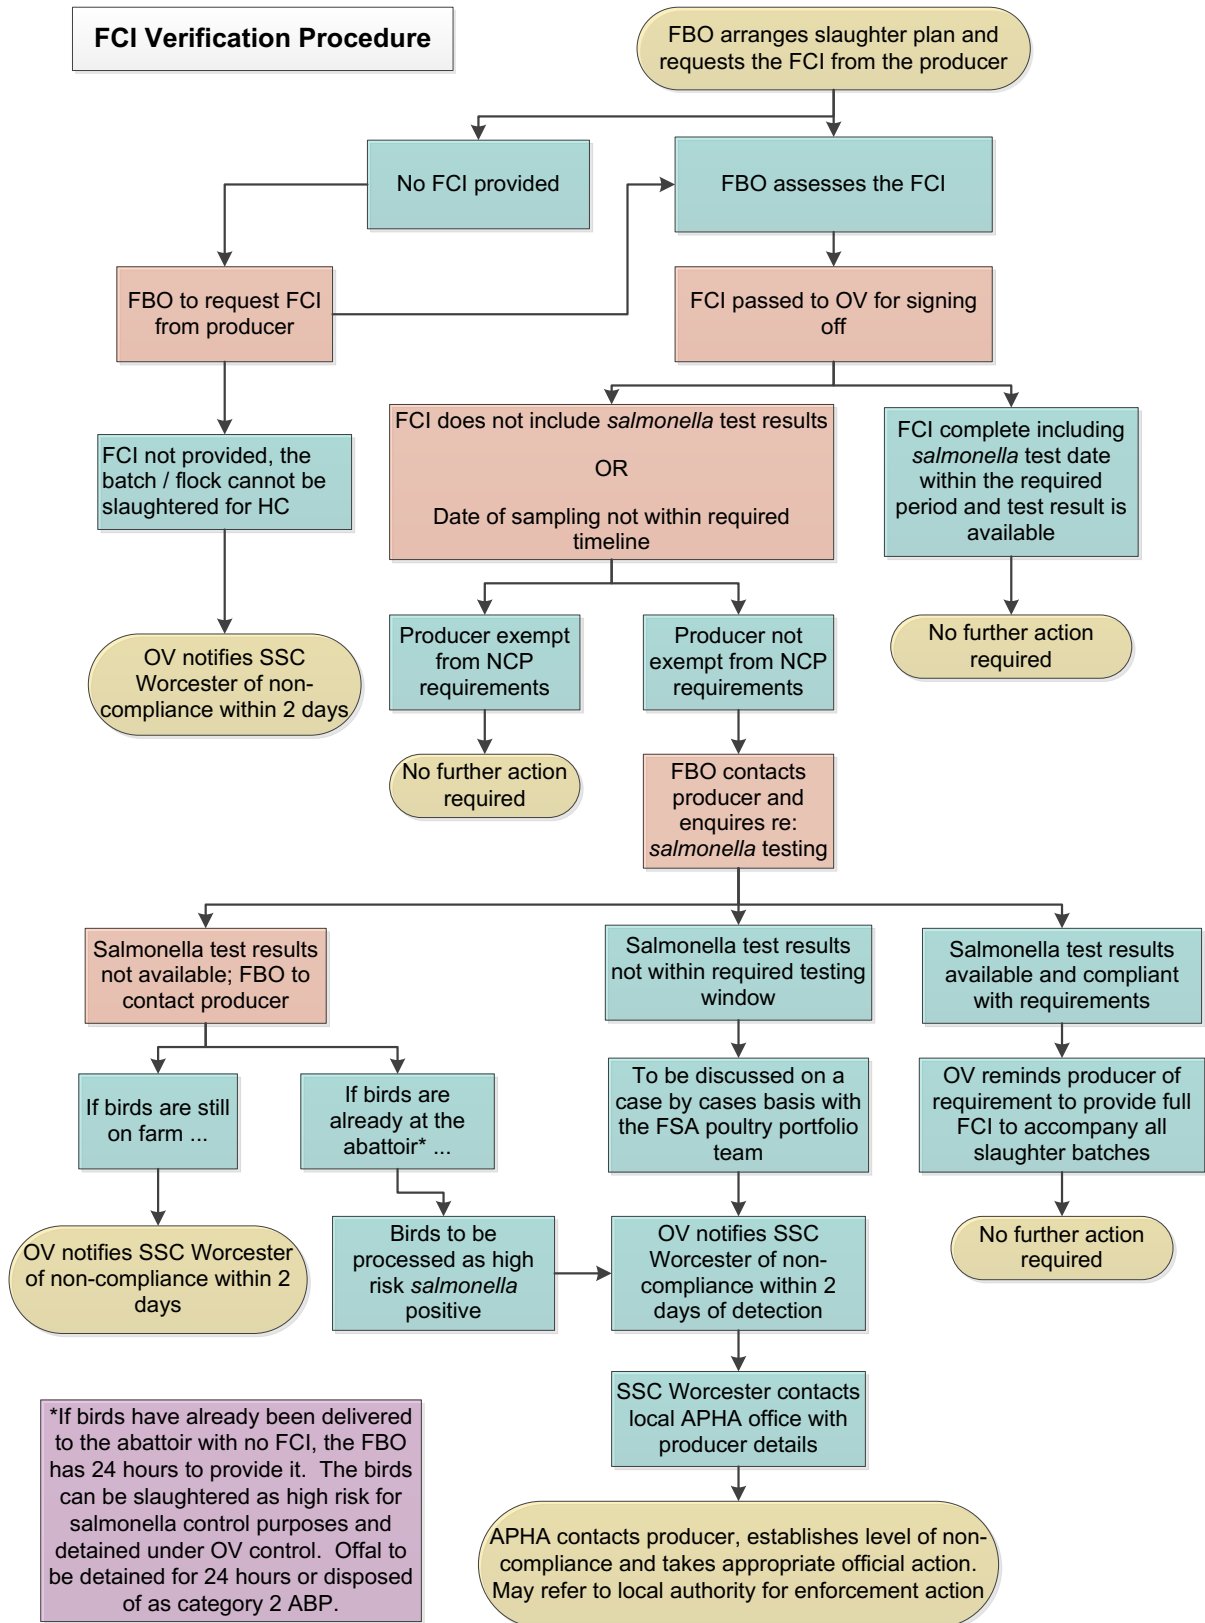 FCI Verification Procedure
FBO arranges slaughter plan and
requests the FCI from the producer
No FCI provided
FBO assesses the FCI
FBO to request FCI
from producer
FCI passed to OV for signing
off
FCI not provided, the
batch / flock cannot be
slaughtered for HC
FCI does not include salmonella test results
OR
Date of sampling not within required
timeline
FCI complete including
salmonella test date
within the required
period and test result is
available
OV notifies SSC
Worcester of non-
compliance within 2 days
Producer exempt
from NCP
requirements
Producer not
exempt from NCP
requirements
No further action
required
No further action
required
FBO contacts
producer and
enquires re:
salmonella testing
Salmonella test results
not available; FBO to
contact producer
Salmonella test results
not within required testing
window
Salmonella test results
available and compliant
with requirements
If birds are still
on farm ...
If birds are
already at the
abattoir* ...
To be discussed on a
case by cases basis with
the FSA poultry portfolio
team
OV reminds producer of
requirement to provide full
FCI to accompany all
slaughter batches
OV notifies SSC Worcester
of non-compliance within 2
days
Birds to be
processed as high
risk salmonella
positive
OV notifies SSC
Worcester of non-
compliance within 2
days of detection
No further action
required
SSC Worcester contacts
local APHA office with
producer details
*If birds have already been delivered
to the abattoir with no FCI, the FBO
has 24 hours to provide it.  The birds
can be slaughtered as high risk for
salmonella control purposes and
detained under OV control.  Offal to
be detained for 24 hours or disposed
of as category 2 ABP.
APHA contacts producer, establishes level of non-
compliance and takes appropriate official action.
May refer to local authority for enforcement action